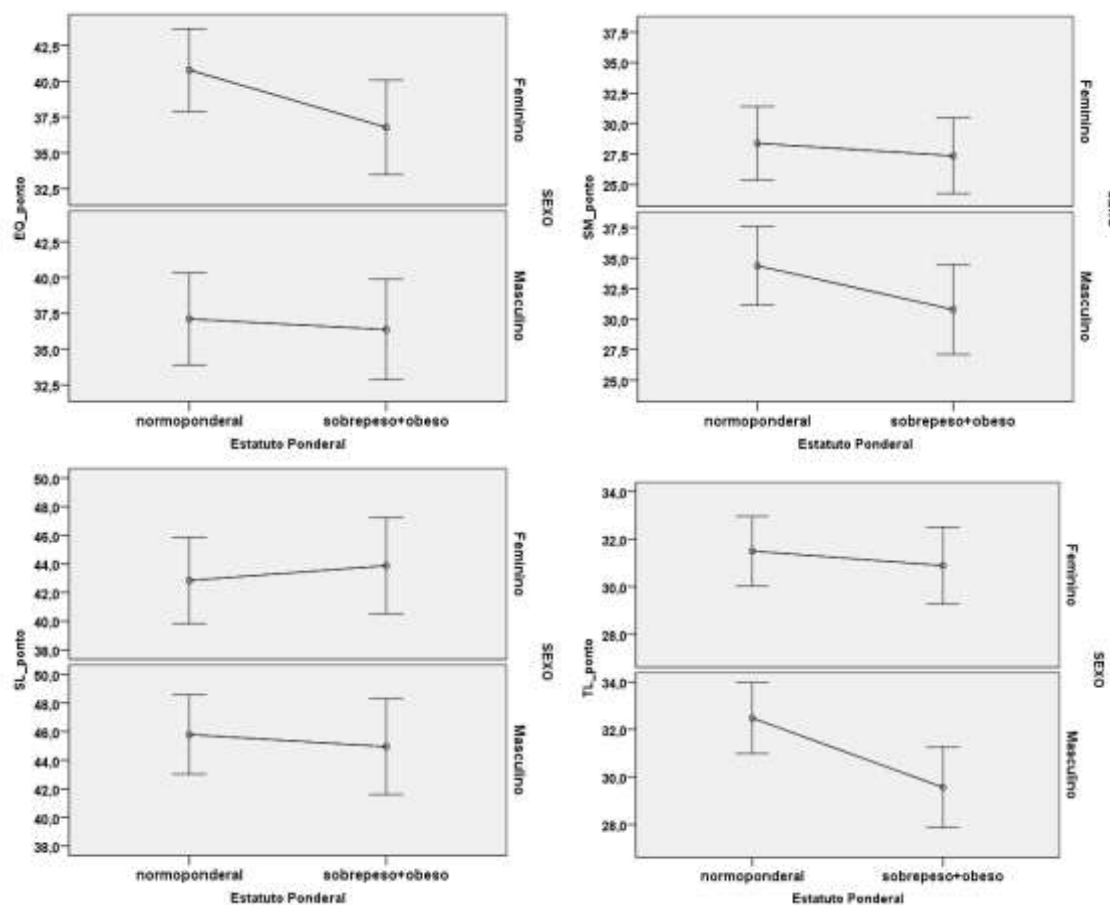 42,5
40,0
37,5
35,0
32,5
Feminino
EQ_ponto
SEXO
42,5
40,0
37,5
35,0
32,5
Masculino
normoponderal
sobrepeso+obeso
Estatuto Ponderal
37,5
35,0
32,5
30,0
27,5
25,0
Feminino
SM_ponto
37,5
35,0
32,5
30,0
27,5
25,0
Masculino
normoponderal
sobrepeso+obeso
Estatuto Ponderal
50,0
48,0
46,0
44,0
42,0
40,0
38,0
Feminino
SL_ponto
SEXO
50,0
48,0
46,0
44,0
42,0
40,0
38,0
Masculino
normoponderal
sobrepeso+obeso
Estatuto Ponderal
34,0
32,0
30,0
28,0
Feminino
TL_ponto
SEXO
34,0
32,0
30,0
28,0
Masculino
normoponderal
sobrepeso+obeso
Estatuto Ponderal